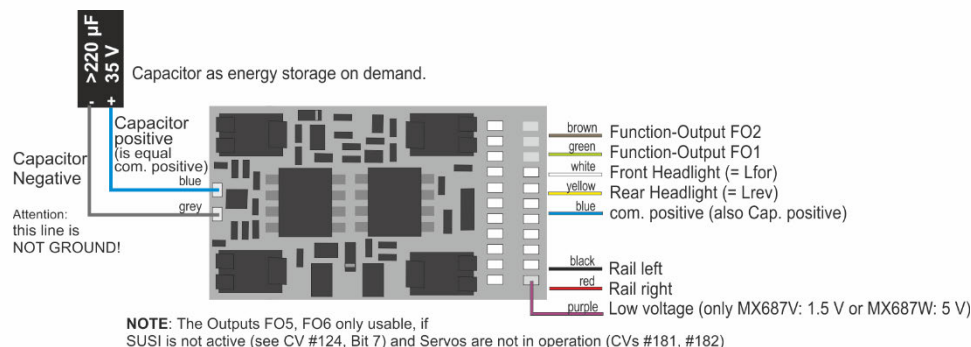 >220 µF
35 V
- +
Capacitor as energy storage on demand.
Capacitor
positive
(is equal
com. positive)
blue
Capacitor
Negative
grey
Attention:
this line is
NOT GROUND!
brown Function-Output FO2
green Function-Output FO1
white Front Headlight (= Lfor)
yellow Rear Headlight (= Lrev)
blue com. positive (also Cap. positive)
black Rail left
red Rail right
purple Low voltage (only MX687V: 1.5 V or MX687W: 5 V)
NOTE: The Outputs FO5, FO6 only usable, if
SUSI is not active (see CV #124, Bit 7) and Servos are not in operation (CVs #181, #182)